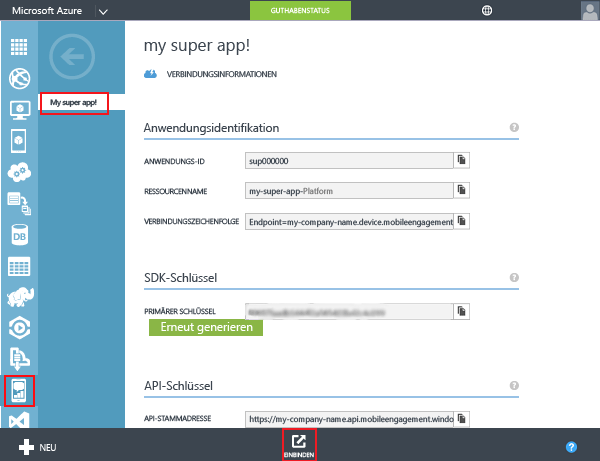 Microsoft Azure
GUTHABENSTATUS
My super app!
my super app!
VERBINDUNGSINFORMATIONEN
Anwendungsidentifikation
?
ANWENDUNGS-ID
sup000000
RESSOURCENNAME
my-super-app-Platform
VERBINDUNGSZEICHENFOLGE
Endpoint=my-company-name.device.mobileengagement
SDK-Schlüssel
?
PRIMÄRER SCHLÜSSEL
Erneut generieren
API-Schlüssel
?
API-STAMMADRESSE
https://my-company-name.api.mobileengagement.windo
DB
NEU
EINBINDEN
?